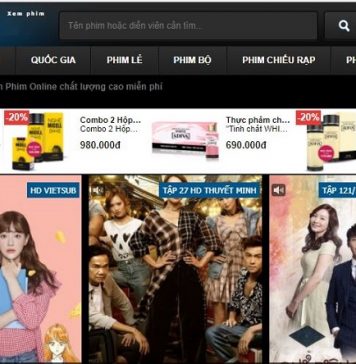 Xem phim
Tên phim hoặc diễn viên cần tìm...
QUỐC GIA
PHIM LẺ
PHIM BỘ
PHIM CHIẾU RẠP
Phim Online chất lượng cao miễn phí
-20%
Combo 2 Hộp...
Combo 2 Hộp...
980.000đ
Thực phẩm ch...
"Tinh chất WHI...
690.000đ
-20%
HD VIETSUB
TẬP 27 HD THUYẾT MINH
TẬP 121/